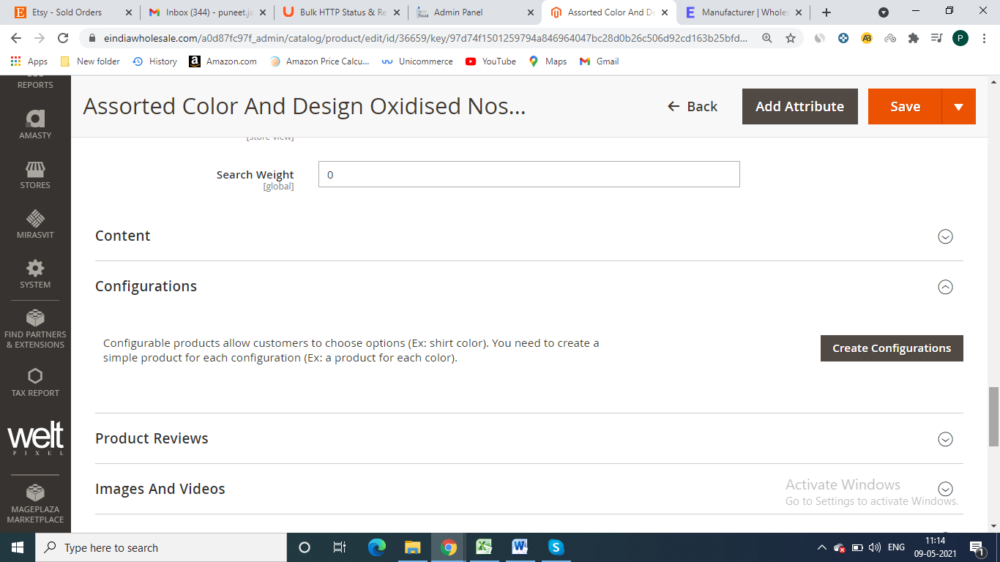 Etsy - Sold Orders
Inbox (344) - puneet.ja
Bulk HTTP Status & Re
Admin Panel
Assorted Color And De
Manufacturer | Wholes
eindiawholesale.com/a0d87fc97f_admin/catalog/product/edit/id/36659/key/97d74f1501259794a846964047bc28d0b26c506d92cd163b25bfd...
AB
P
Apps
New folder
History
Amazon.com
Amazon Price Calcu...
Unicommerce
YouTube
Maps
Gmail
REPORTS
AMASTY
STORES
MIRASVIT
SYSTEM
FIND PARTNERS
& EXTENSIONS
TAX REPORT
welt
PIXEL
MAGEPLAZA
MARKETPLACE
Assorted Color And Design Oxidised Nos...
Back
Add Attribute
Save
[store view]
Search Weight
0
[global]
Content
Configurations
Configurable products allow customers to choose options (Ex: shirt color). You need to create a
simple product for each configuration (Ex: a product for each color).
Create Configurations
Product Reviews
Images And Videos
Activate Windows
Go to Settings to activate Windows.
Type here to search
ENG
11:14
09-05-2021
1